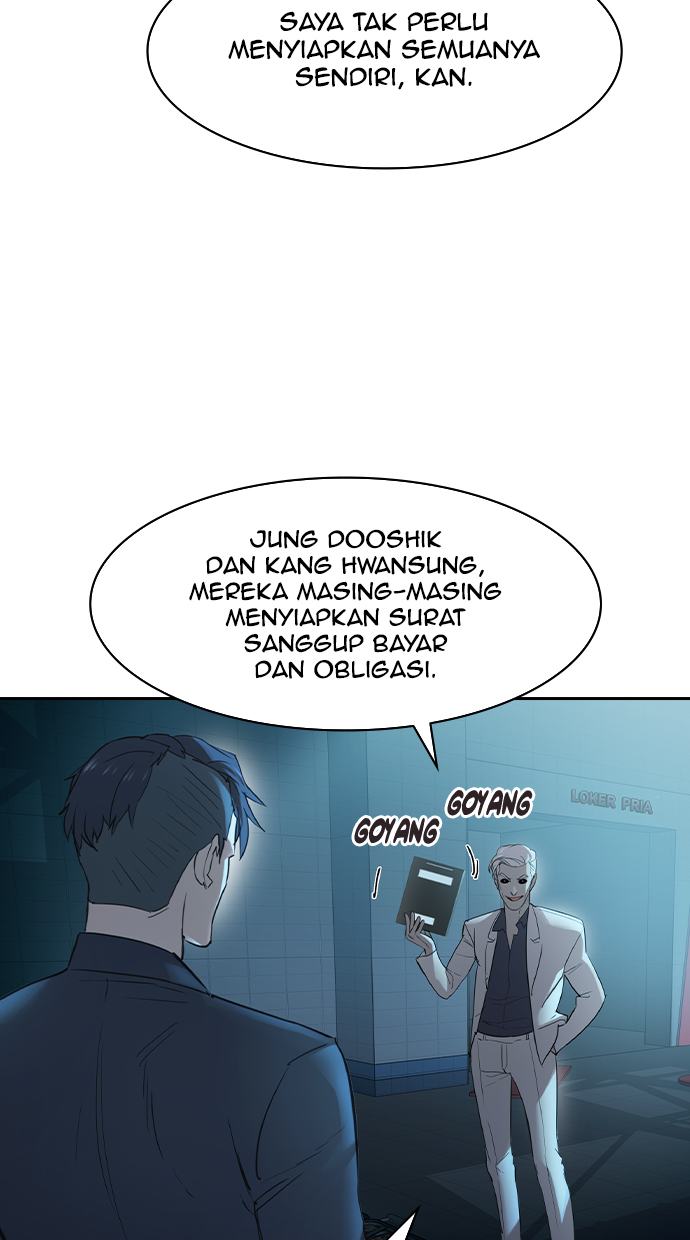 SAYA TAK PERLU
MENYIAPKAN SEMUANYA
SENDIRI, KAN.
JUNG DOOSHIK
DAN KANG HWANSUNG,
MEREKA MASING-MASING
MENYIAPKAN SURAT
SANGGUP BAYAR
DAN OBLIGASI.
GOYANG
GOYANG
LOKER PRIA